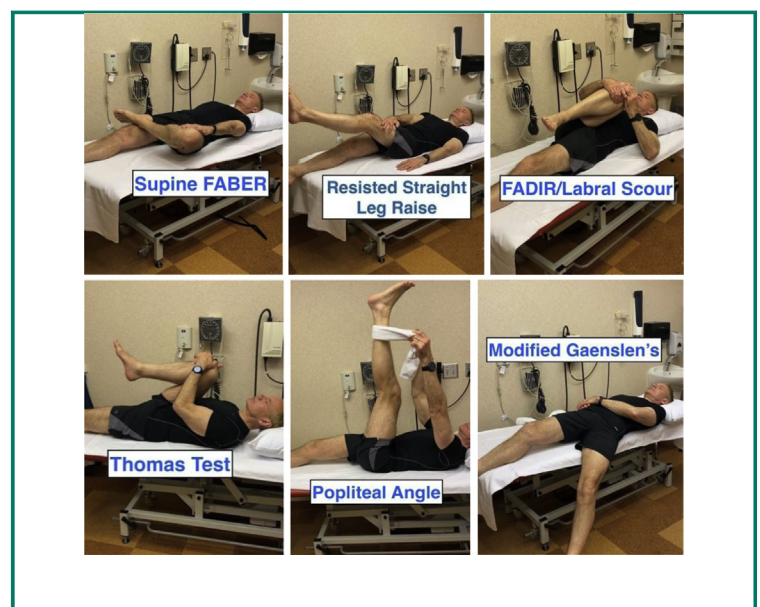 Supine FABER
Resisted Straight
Leg Raise
FADIR/Labral Scour
Thomas Test
Popliteal Angle
Modified Gaenslen's